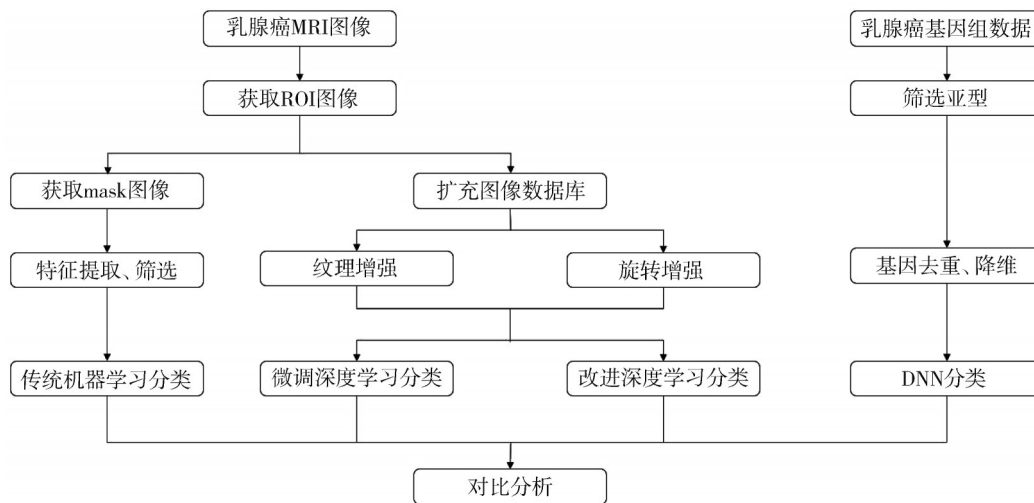 乳腺癌MRI图像
乳腺癌基因组数据
获取ROI图像
筛选亚型
获取mask图像
扩充图像数据库
特征提取、筛选
纹理增强
旋转增强
基因去重、降维
传统机器学习分类
微调深度学习分类
改进深度学习分类
DNN分类
对比分析